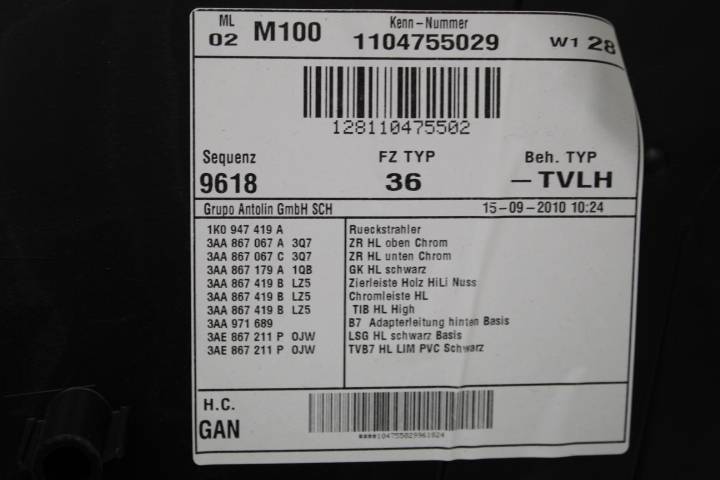 ML Kenn-Nummer
02 M100 1104755029 W1 28
128110475502
Sequenz FZ TYP Beh. TYP
9618 36 -TVLH
Grupo Antolin GmbH SCH 15-09-2010 10:24
1K0 947 419 A Rueckstrahler
3AA 867 067 A 3Q7 ZR HL oben Chrom
3AA 867 067 C 3Q7 ZR HL unten Chrom
3AA 867 179 A 1QB GK HL schwarz
3AA 867 419 B LZ5 Zierleiste Holz HiLi Nuss
3AA 867 419 B LZ5 Chromleiste HL
3AA 867 419 B LZ5 TIB HL High
3AA 971 689 B7 Adapterleitung hinten Basis
3AE 867 211 P OJW LSG HL schwarz Basis
3AE 867 211 P OJW TVB7 HL LIM PVC Schwarz
H.C.
GAN
****104755029961024